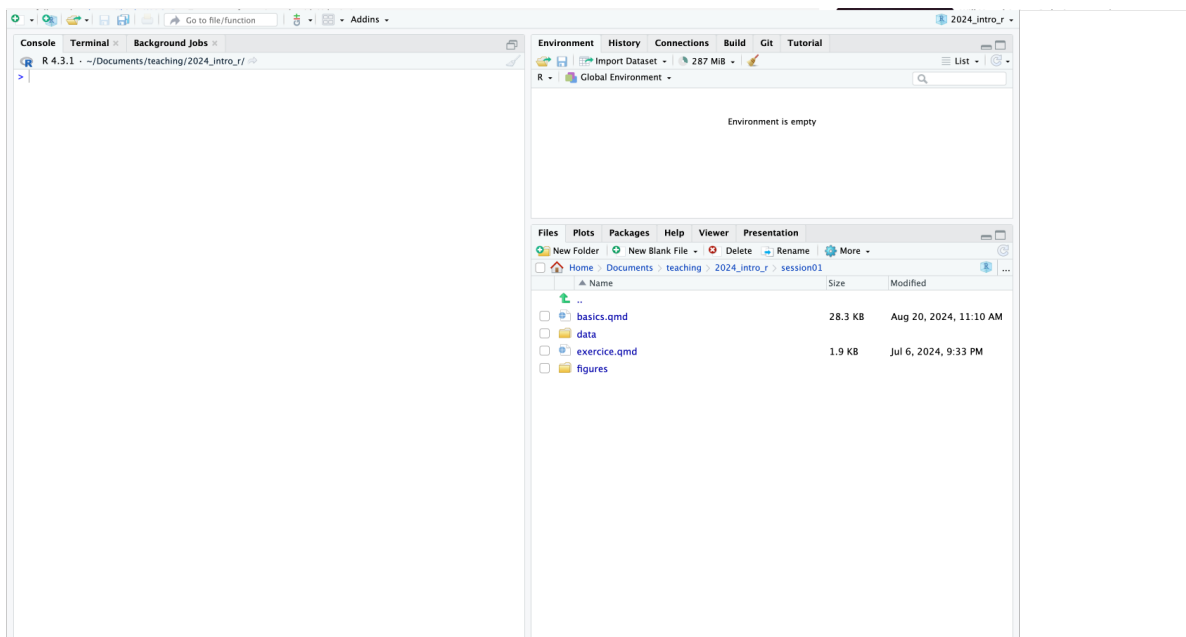 Go to file/function Addins 2024_intro_r
Console Terminal Background Jobs
R 4.3.1 · ~/Documents/teaching/2024_intro_r/
>
Environment History Connections Build Git Tutorial
Import Dataset 287 MiB List
R Global Environment
Environment is empty
Files Plots Packages Help Viewer Presentation
New Folder New Blank File Delete Rename More
Home > Documents > teaching > 2024_intro_r > session01 ...
Name Size Modified
..
basics.qmd 28.3 KB Aug 20, 2024, 11:10 AM
data
exercice.qmd 1.9 KB Jul 6, 2024, 9:33 PM
figures